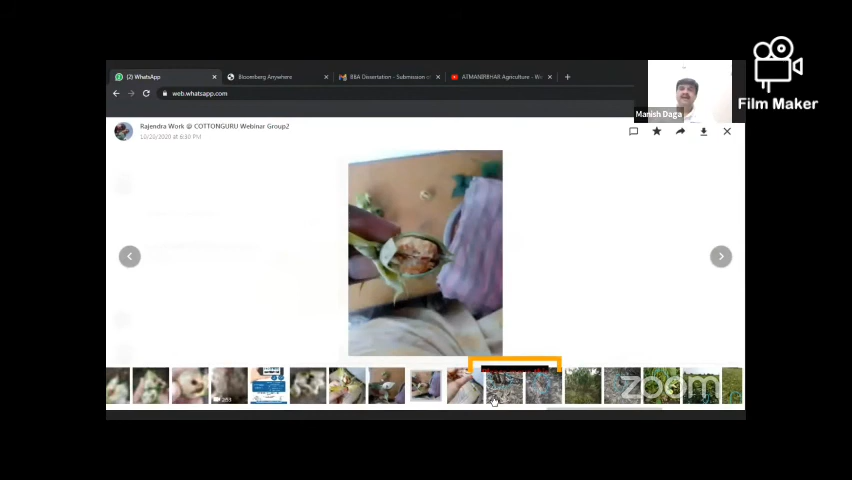 (2) WhatsApp
Bloomberg Anywhere
BBA Dissertation - Submission c
ATMANIRBHAR Agriculture - We
web.whatsapp.com
Manish Daga
Film Maker
Rajendra Work @ COTTONGURU Webinar Group2
10/20/2020 at 6:30 PM
zoom